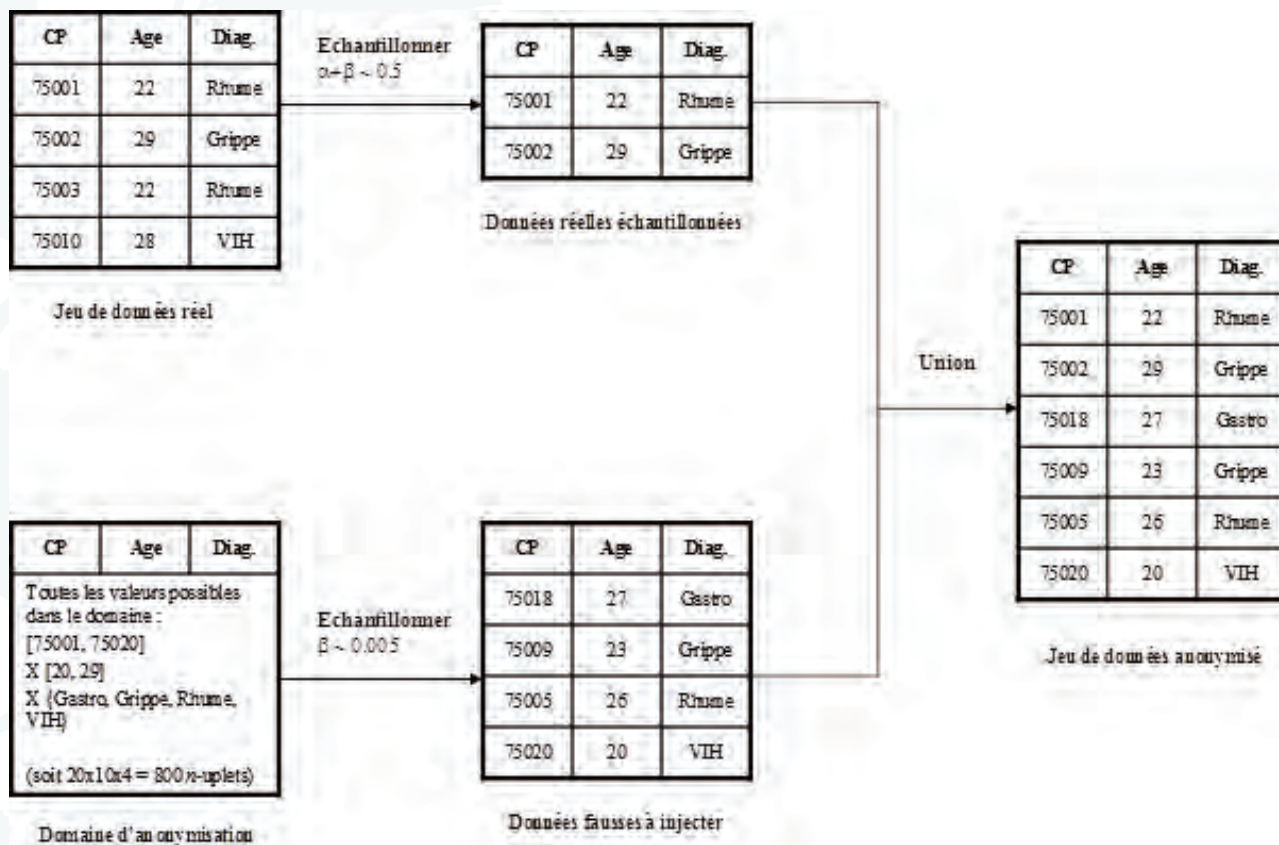 CP Age Diag.
75001 22 Rhume
75002 29 Grippe
75003 22 Rhume
75010 28 VIH
Jeu de données réel
Echantillonner
α+β ~ 0.5
CP Age Diag.
75001 22 Rhume
75002 29 Grippe
Données réelles échantillonnées
CP Age Diag.
Toutes les valeurs possibles
dans le domaine :
[75001, 75020]
X [20, 29]
X {Gastro, Grippe, Rhume,
VIH}
(soit 20x10x4 = 800 n-uplets)
Domaine d'anonymisation
Echantillonner
β ~ 0.005
CP Age Diag.
75018 27 Gastro
75009 23 Grippe
75005 26 Rhume
75020 20 VIH
Données fausses à injecter
Union
CP Age Diag.
75001 22 Rhume
75002 29 Grippe
75018 27 Gastro
75009 23 Grippe
75005 26 Rhume
75020 20 VIH
Jeu de données anonymisé